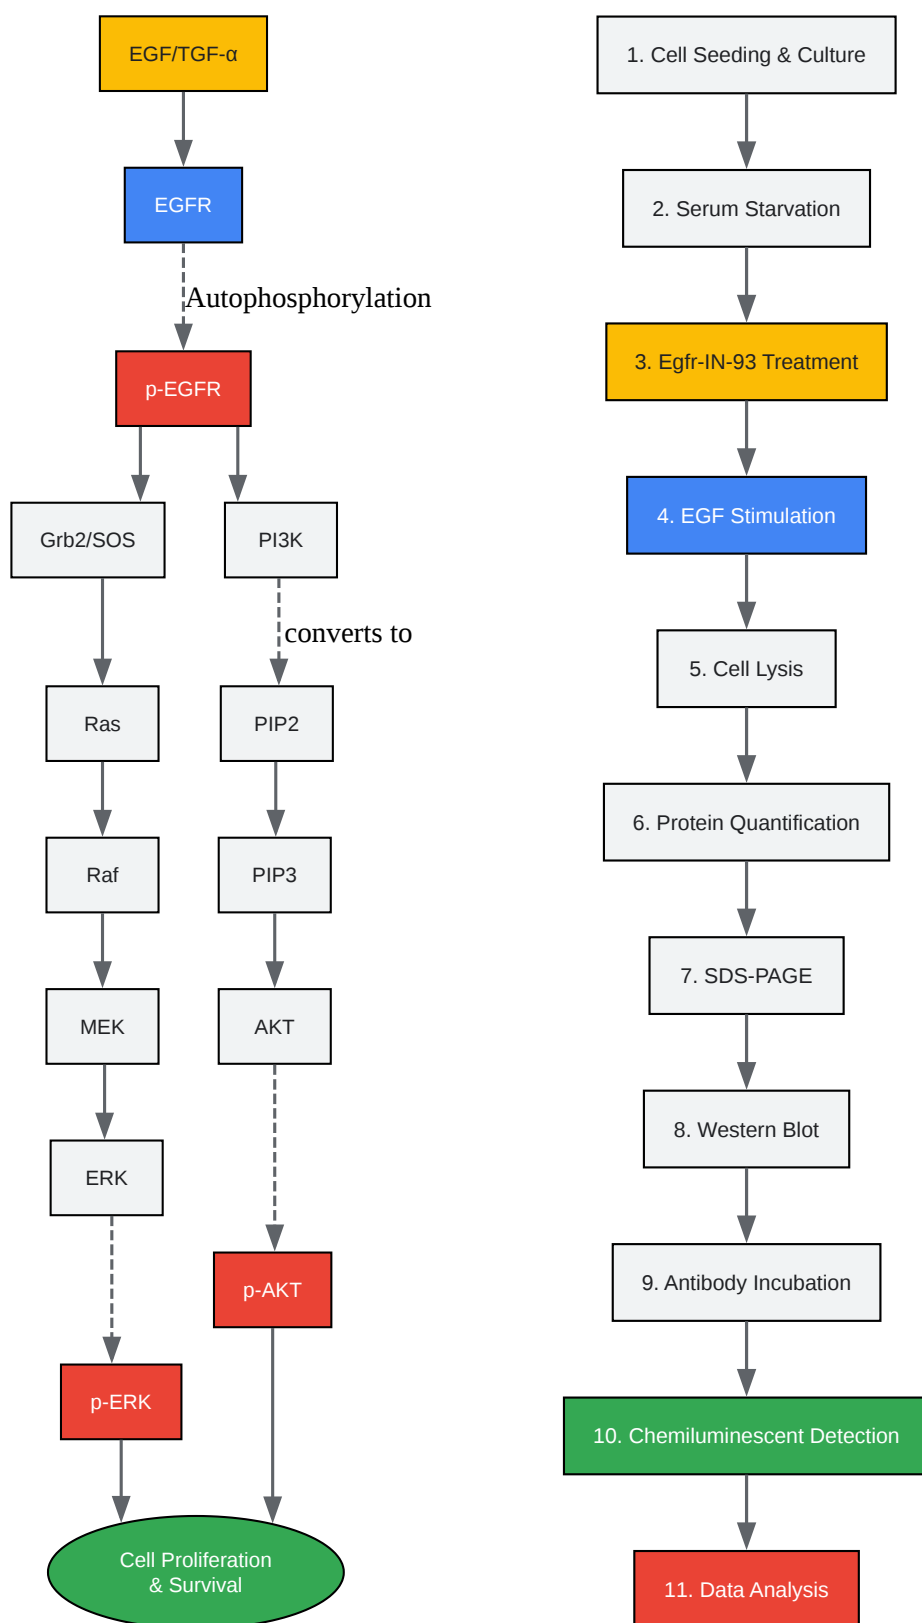 EGF/TGF-α
EGFR
Autophosphorylation
p-EGFR
Grb2/SOS
PI3K
converts to
Ras
PIP2
Raf
PIP3
MEK
AKT
ERK
p-AKT
p-ERK
Cell Proliferation
& Survival
1. Cell Seeding & Culture
2. Serum Starvation
3. Egfr-IN-93 Treatment
4. EGF Stimulation
5. Cell Lysis
6. Protein Quantification
7. SDS-PAGE
8. Western Blot
9. Antibody Incubation
10. Chemiluminescent Detection
11. Data Analysis